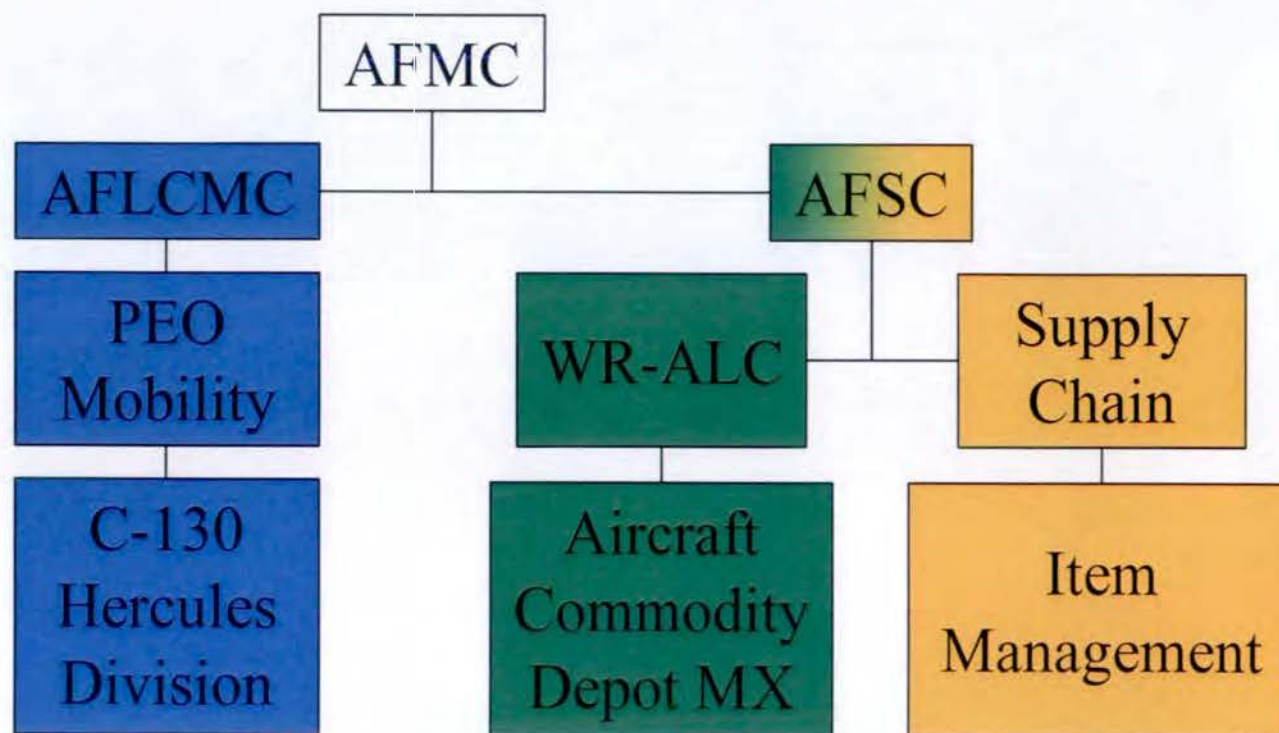 AFMC
AFLCMC
AFSC
PEO
Mobility
WR-ALC
Supply
Chain
C-130
Hercules
Division
Aircraft
Commodity
Depot MX
Item
Management